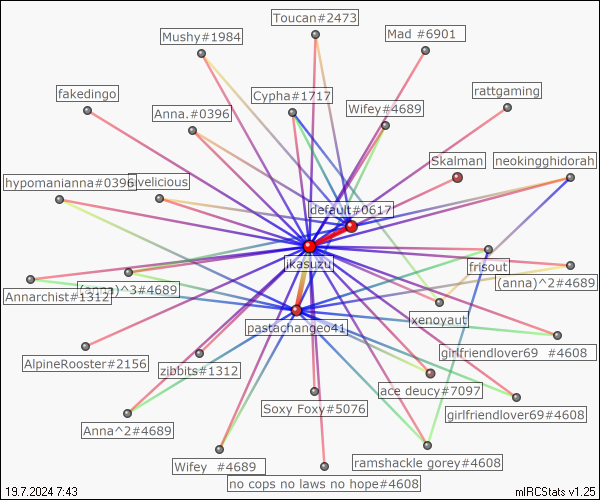 Toucan#2473
Mushy#1984
Mad #6901
fakedingo
Cypha#1717
rattgaming
Anna.#0396
Wifey#4689
Skalman
neokingghidorah
hypomanianna#0396
ivelicious
default#0617
ikasuzu
frisout
(anna)^3#4689
(anna)^2#4689
Annarchist#1312
xenoyaut
pastachangeo41
girlfriendlover69 #4608
AlpineRooster#2156
zibbits#1312
ace deucy#7097
Soxy Foxy#5076
girlfriendlover69#4608
Anna^2#4689
Wifey #4689
ramshackle gorey#4608
no cops no laws no hope#4608
19.7.2024 7:43
mIRCStats v1.25